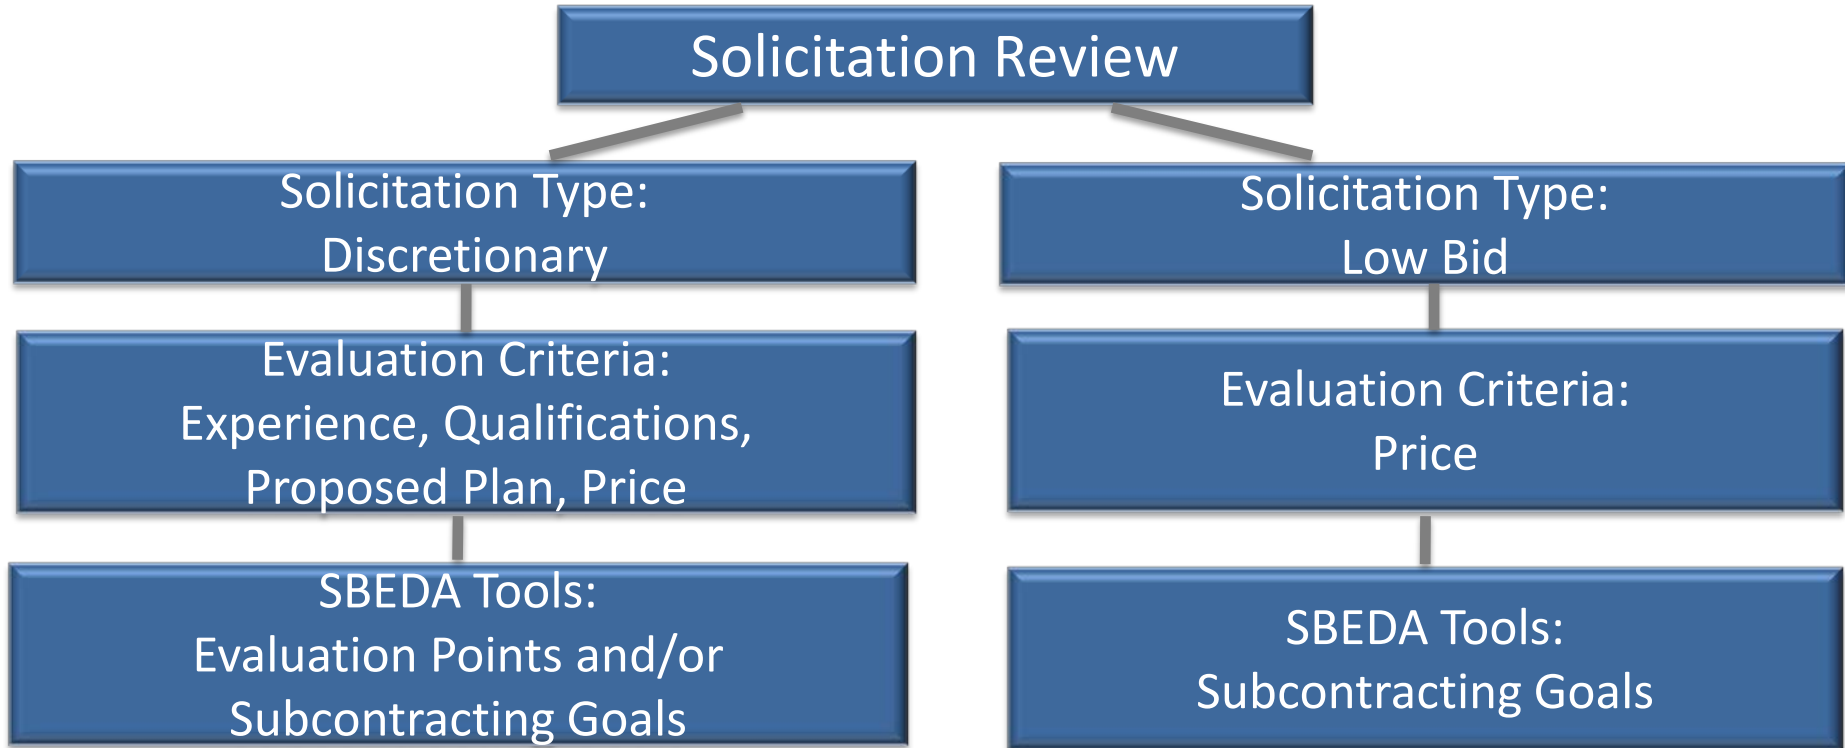 Solicitation Review
Solicitation Type:
Discretionary
Evaluation Criteria:
Experience, Qualifications,
Proposed Plan, Price
SBEDA Tools:
Evaluation Points and/or
Subcontracting Goals
Solicitation Type:
Low Bid
Evaluation Criteria:
Price
SBEDA Tools:
Subcontracting Goals